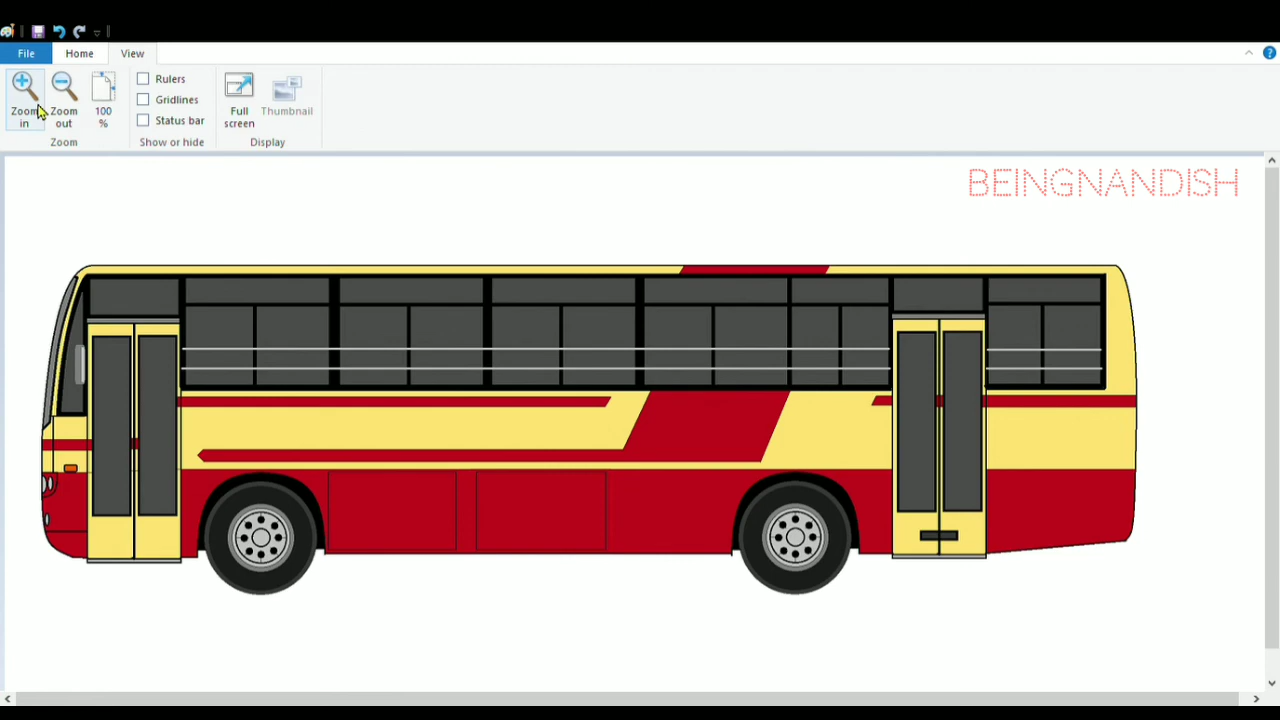 File Home View
Zoom in
Zoom out
100 %
Rulers
Gridlines
Status bar
Full screen
Thumbnail
Zoom
Show or hide
Display
BEINGNANDISH